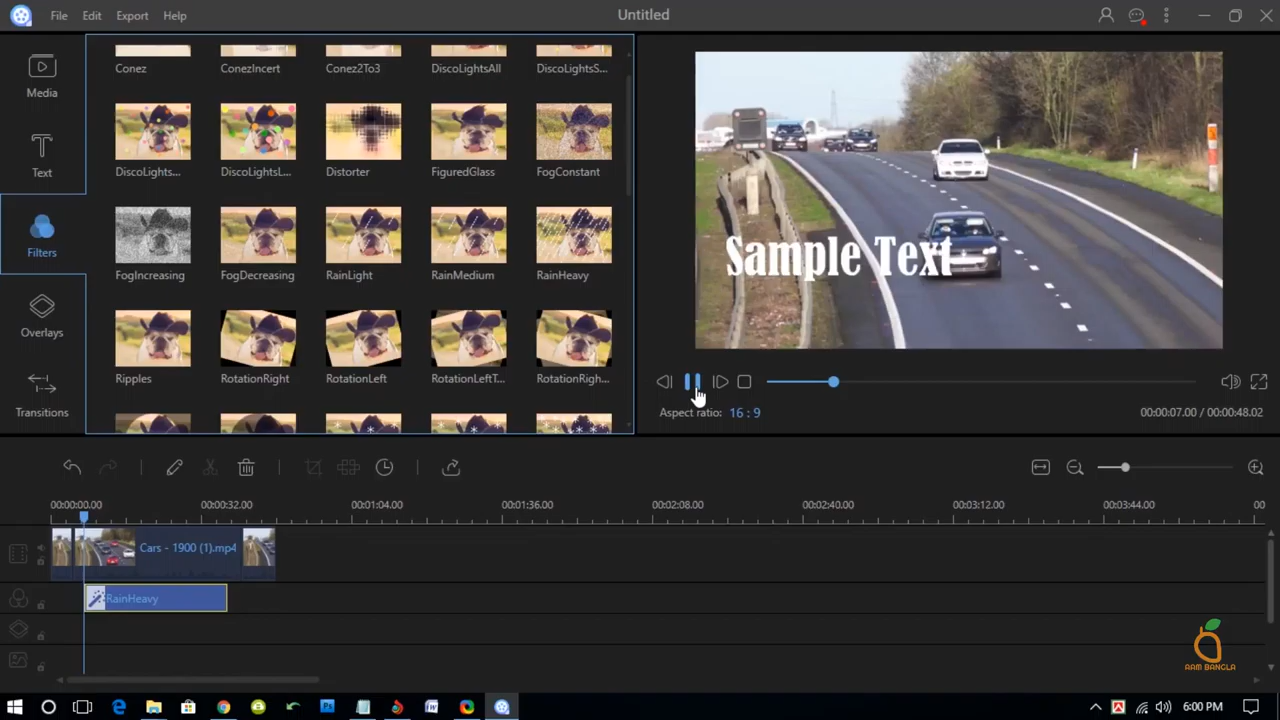 File Edit Export Help Untitled
Media
Text
Filters
Overlays
Transitions
Conez ConezIncert Conez2To3 DiscoLightsAll DiscoLightsS...
DiscoLights... DiscoLightsL... Distorter FiguredGlass FogConstant
FogIncreasing FogDecreasing RainLight RainMedium RainHeavy
Ripples RotationRight RotationLeft RotationLeftT... RotationRigh...
Sample Text
Aspect ratio: 16 : 9 00:00:07.00 / 00:00:48.02
00:00:00.00 00:00:32.00 00:01:04.00 00:01:36.00 00:02:08.00 00:02:40.00 00:03:12.00 00:03:44.00 00
Cars - 1900 (1).mp4
RainHeavy
AAM BANGLA
6:00 PM